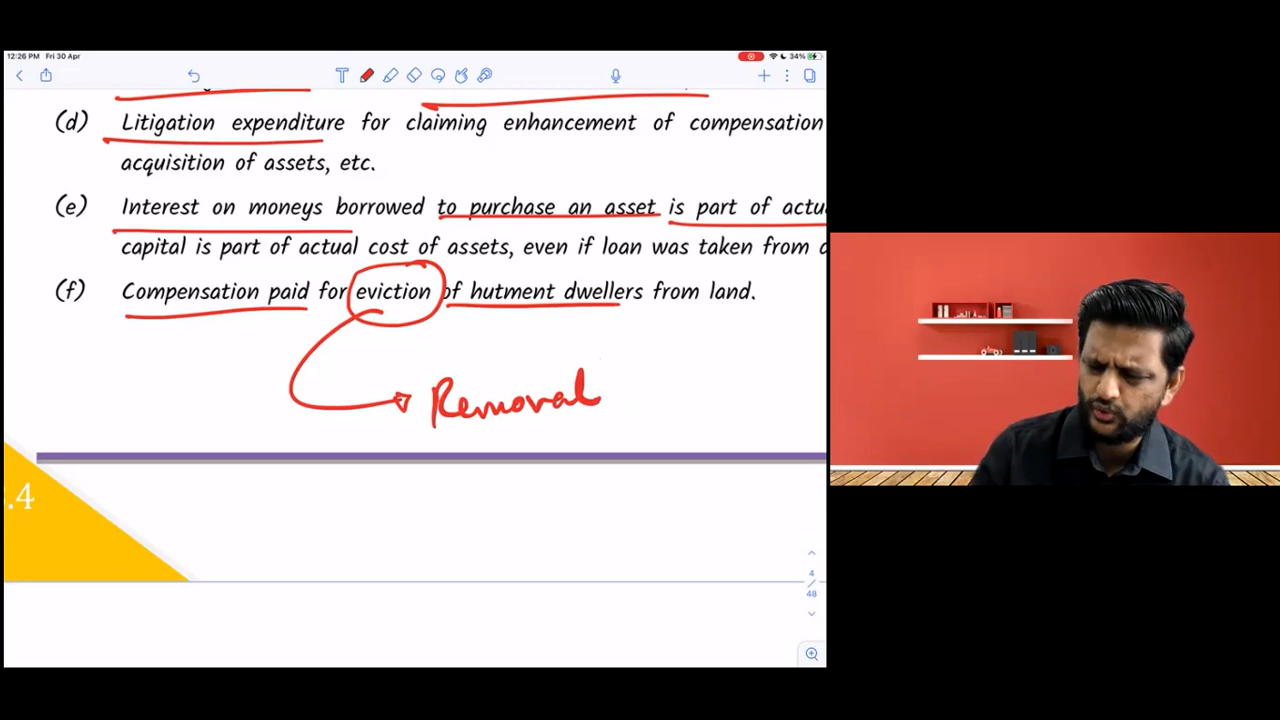 12:26 PM Fri 30 Apr
34%
(d) Litigation expenditure for claiming enhancement of compensation
acquisition of assets, etc.
(e) Interest on moneys borrowed to purchase an asset is part of actu
capital is part of actual cost of assets, even if loan was taken from
(f) Compensation paid for eviction of hutment dwellers from land.
Removal
.4
4
48